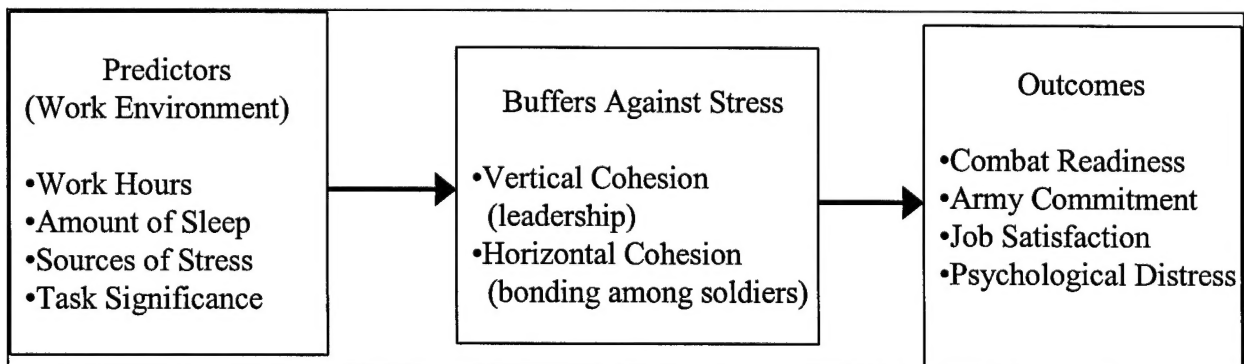 Predictors
(Work Environment)
•Work Hours
•Amount of Sleep
•Sources of Stress
•Task Significance
Buffers Against Stress
•Vertical Cohesion
(leadership)
•Horizontal Cohesion
(bonding among soldiers)
Outcomes
•Combat Readiness
•Army Commitment
•Job Satisfaction
•Psychological Distress